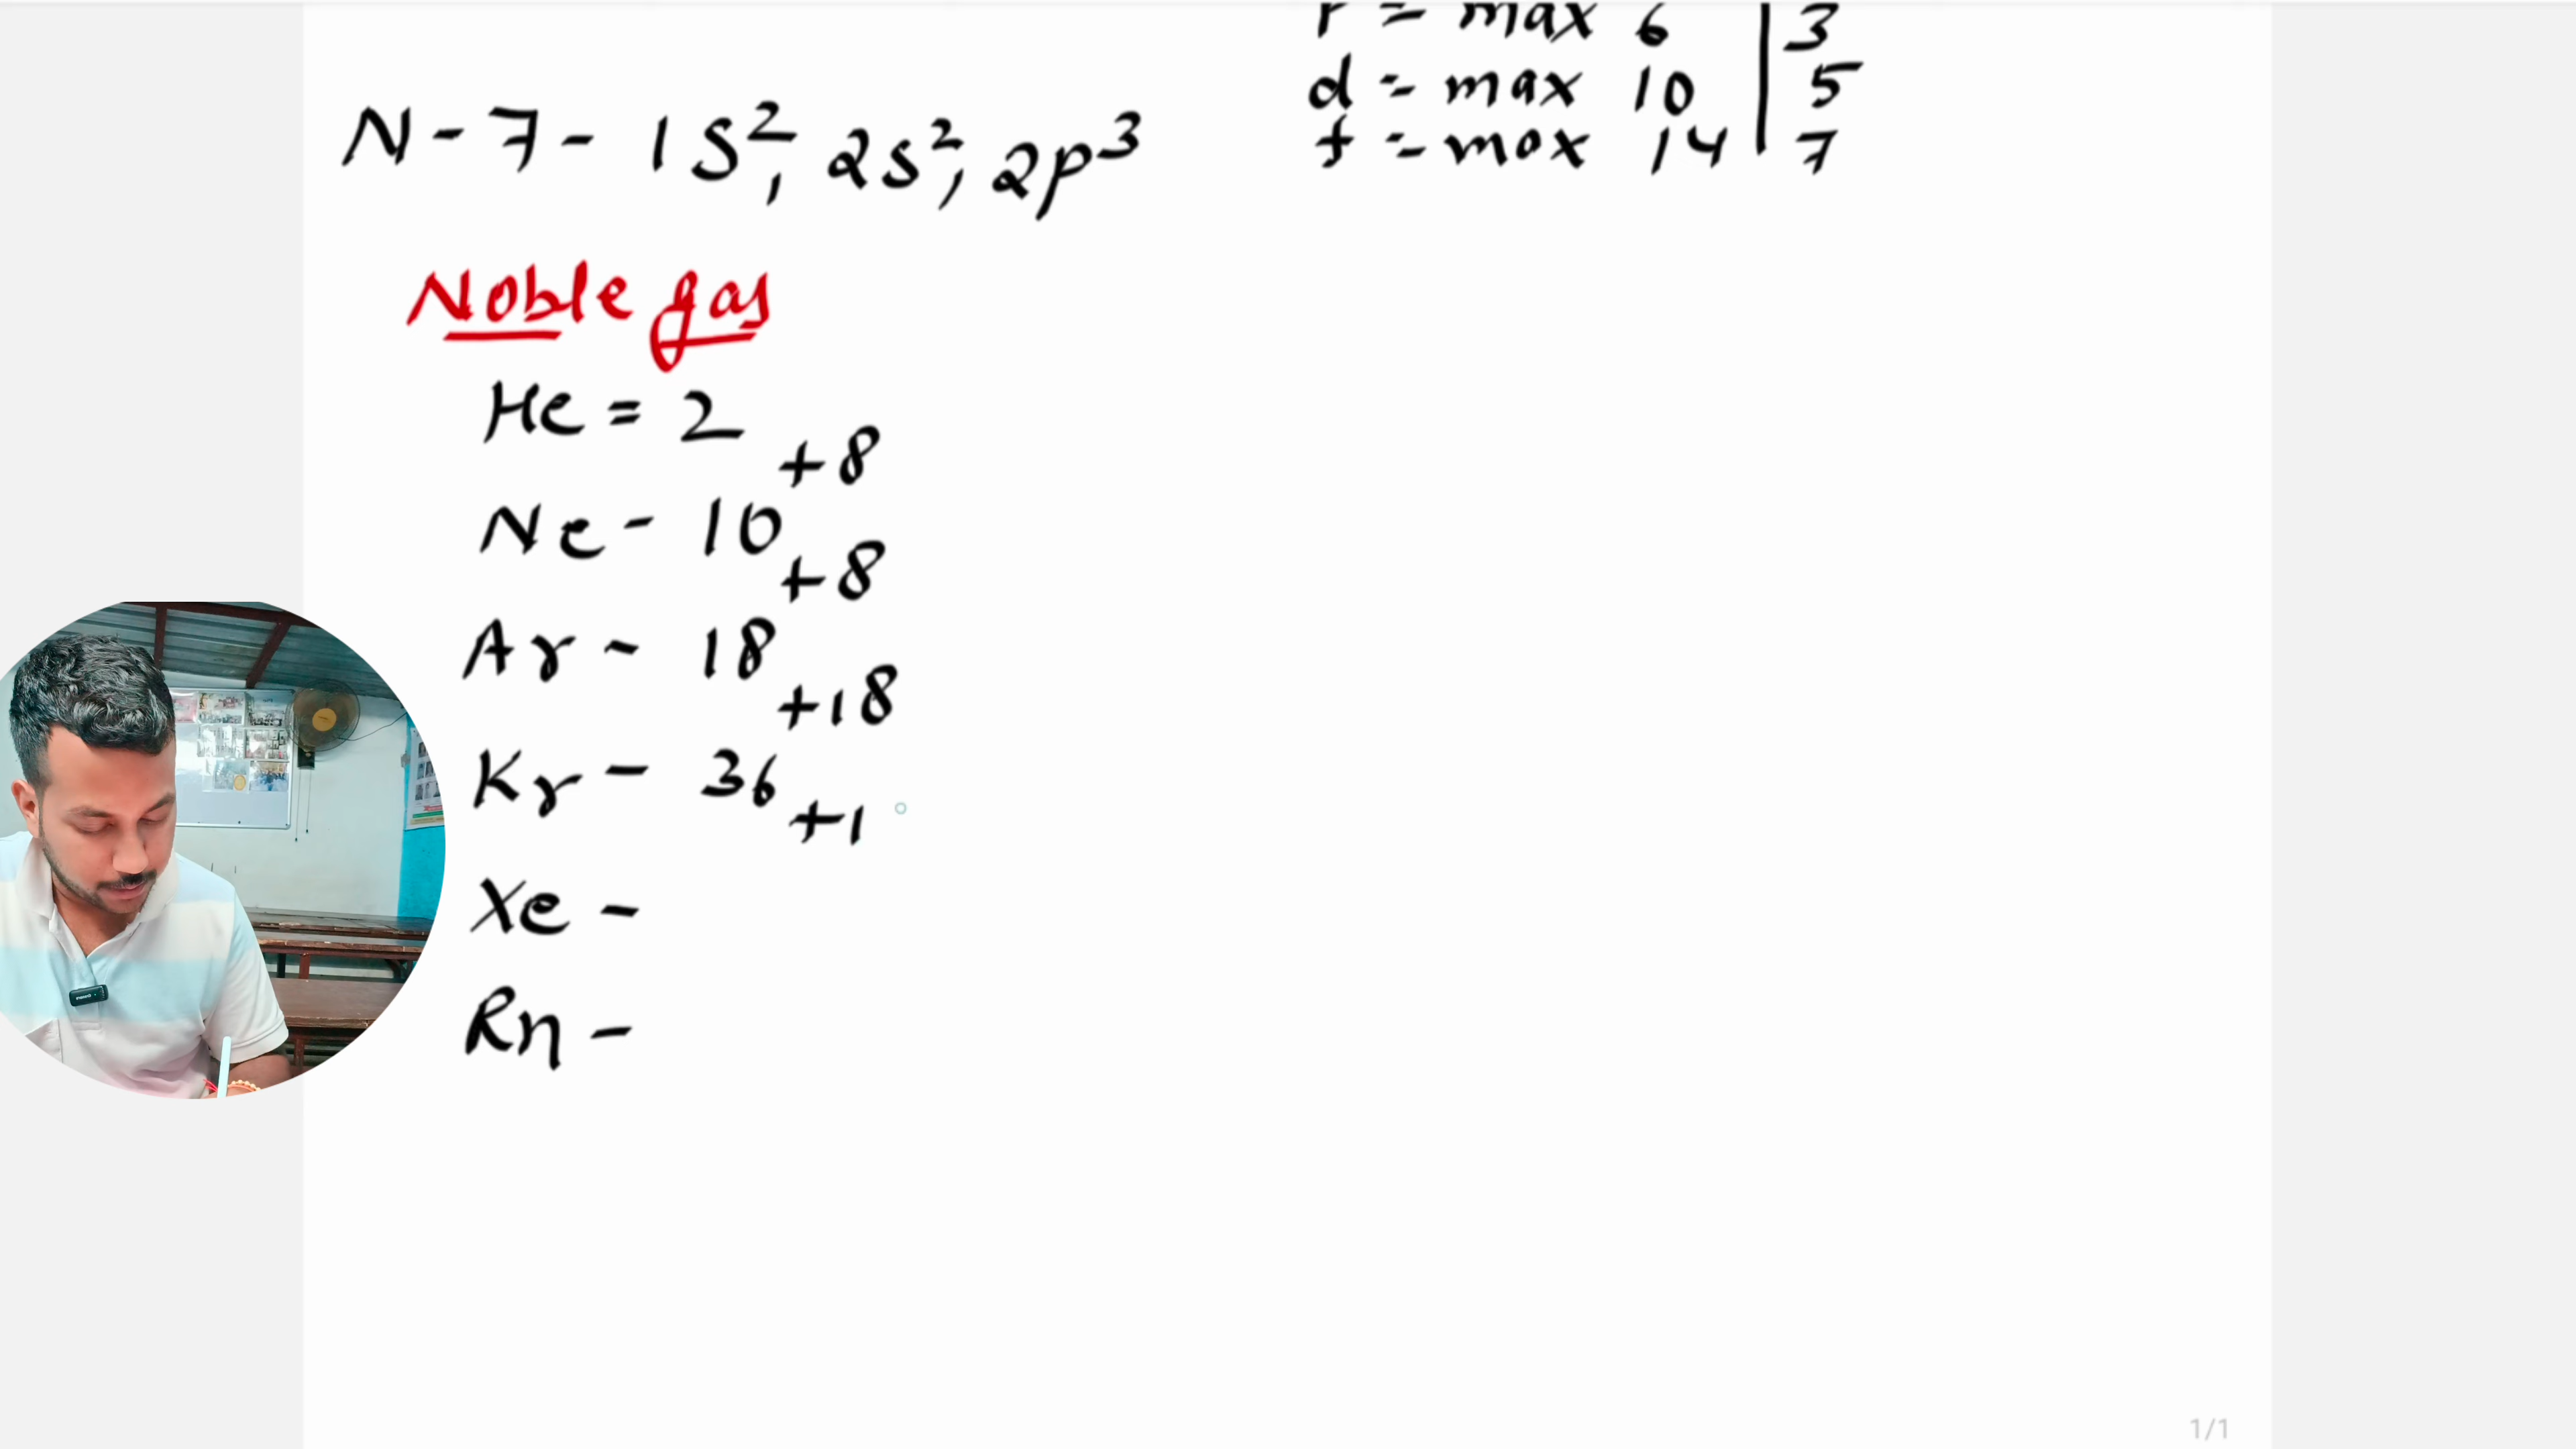 P = max 6 | 3
d = max 10 | 5
f = max 14 | 7
N - 7 - 1s², 2s², 2p³
Noble gas
He = 2
+8
Ne - 10
+8
Ar - 18
+18
Kr - 36
+1
Xe -
Rn -
1/1